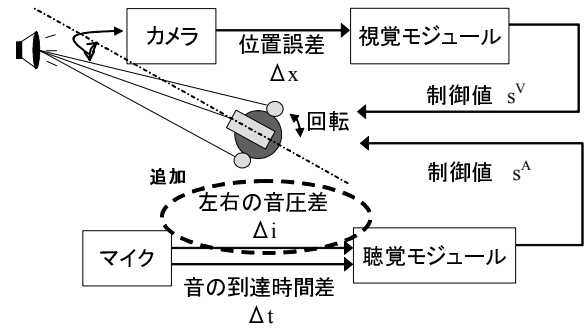 カメラ
位置誤差
Δx
視覚モジュール
制御値 s^V
回転
制御値 s^A
追加
左右の音圧差
Δi
マイク
聴覚モジュール
音の到達時間差
Δt